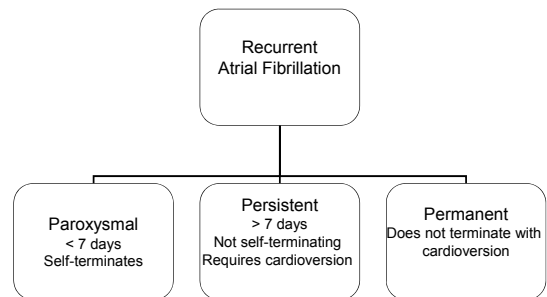 Recurrent
Atrial Fibrillation
Paroxysmal
< 7 days
Self-terminates
Persistent
> 7 days
Not self-terminating
Requires cardioversion
Permanent
Does not terminate with
cardioversion